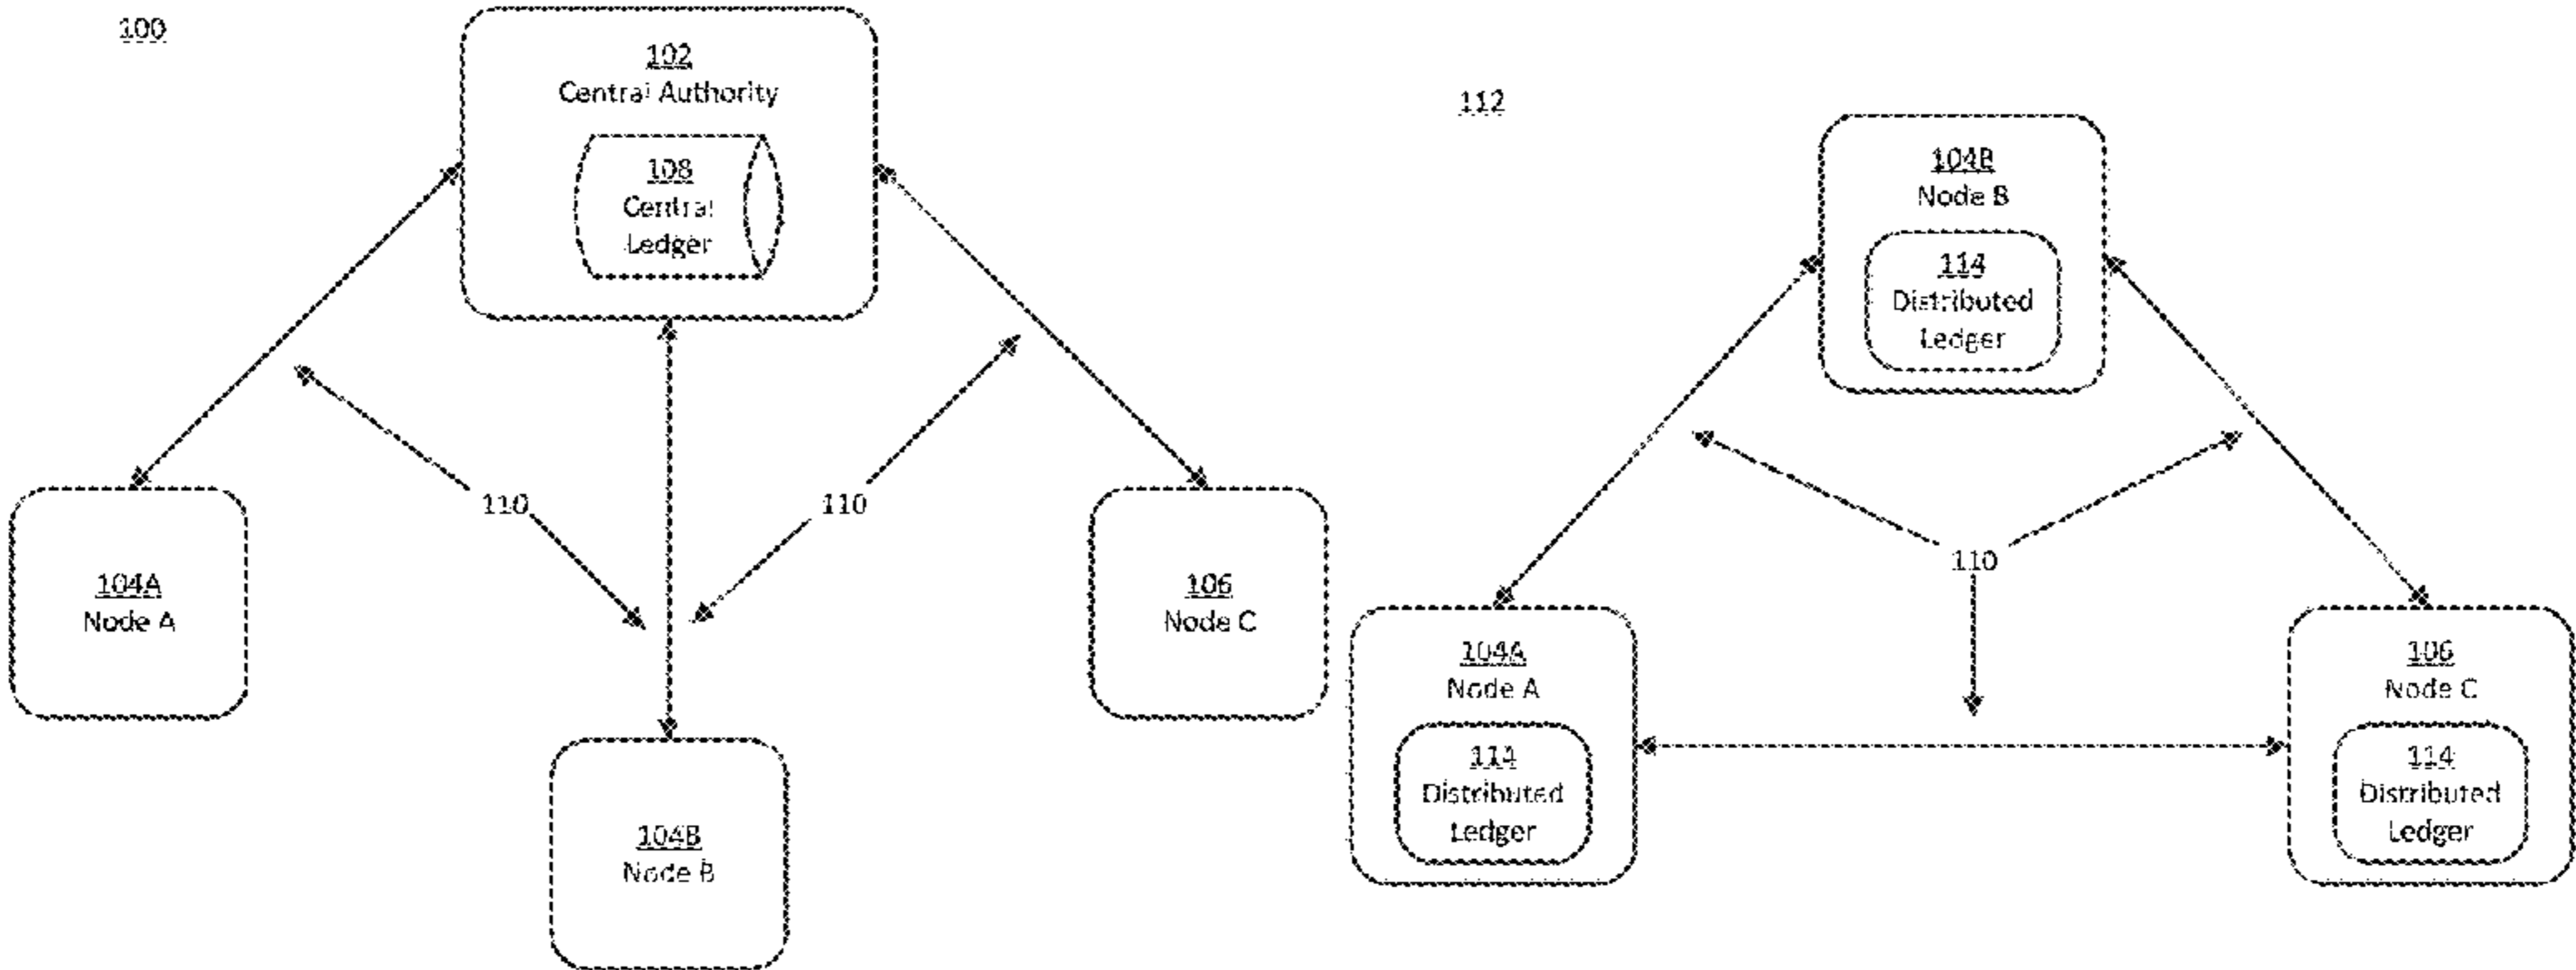 100
102
Central Authority
108
Central
Ledger
110
110
104A
Node A
106
Node C
104B
Node B
112
104B
Node B
114
Distributed
Ledger
110
104A
Node A
114
Distributed
Ledger
106
Node C
114
Distributed
Ledger